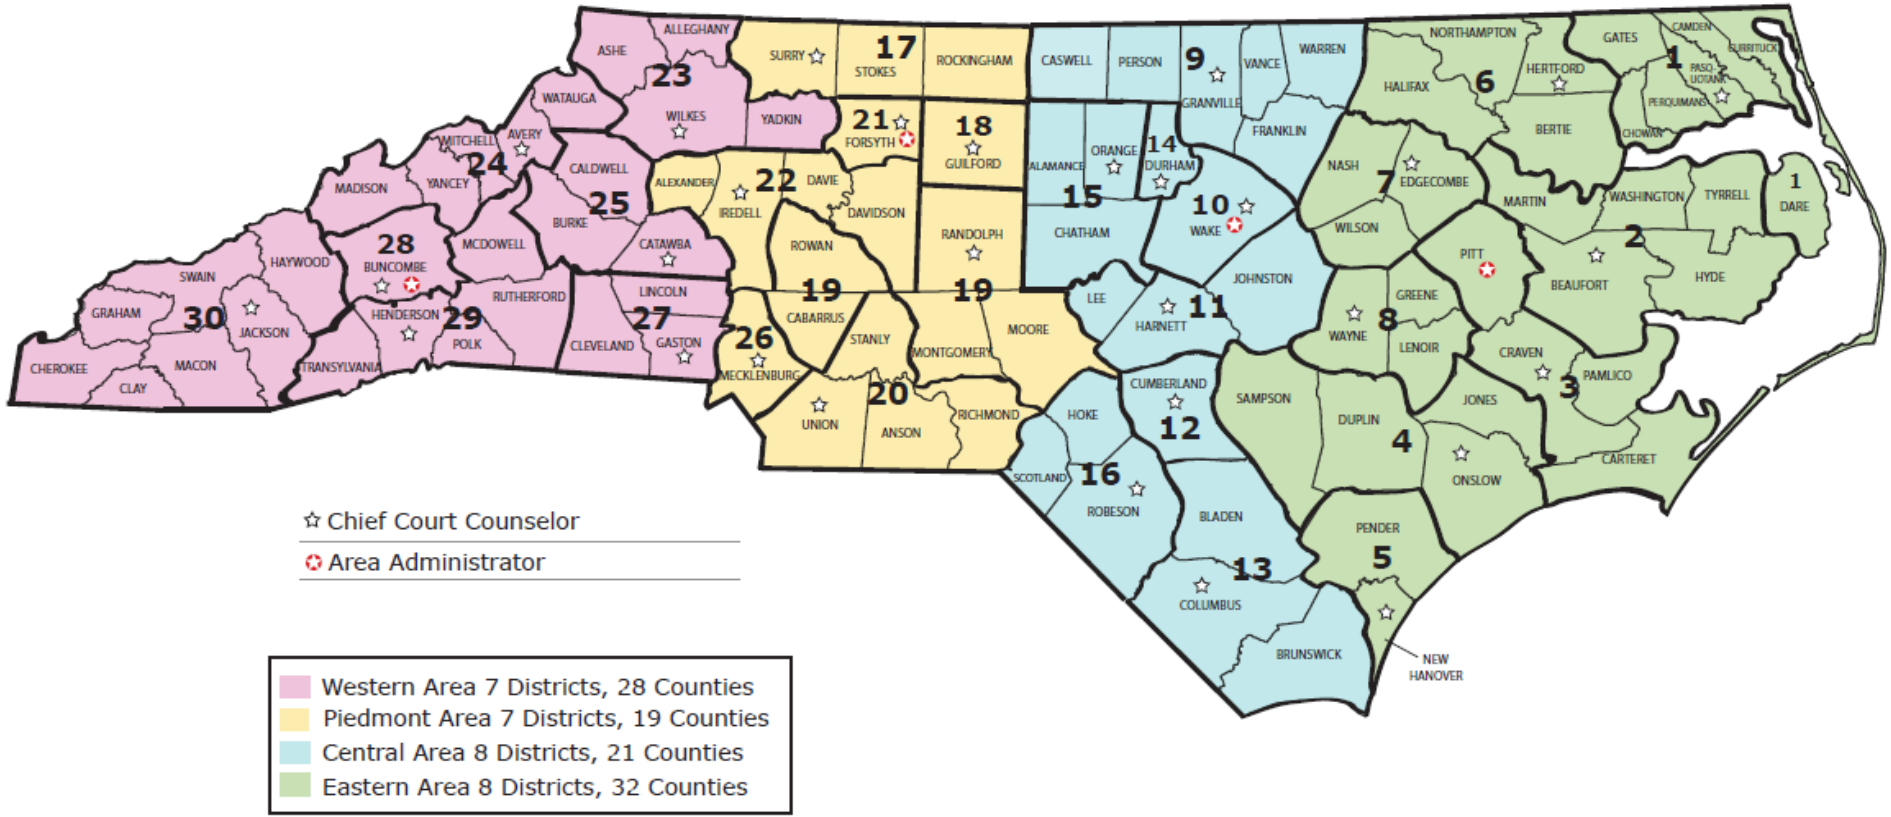 ALLEGHANY
ASHE
23
WATAUGA
WILKES
YADKIN
MITCHELL
AVERY
24
YANCEY
MADISON
CALDWELL
25
BURKE
CATAWBA
MCDOWELL
28
BUNCOMBE
HAYWOOD
SWAIN
GRAHAM
30
JACKSON
CHEROKEE
MACON
CLAY
HENDERSON
29
RUTHERFORD
POLK
TRANSYLVANIA
LINCOLN
27
CLEVELAND
GASTON
SURRY
17
STOKES
ROCKINGHAM
21
FORSYTH
18
GUILFORD
ALEXANDER
22
DAVIE
IREDELL
DAVIDSON
ROWAN
RANDOLPH
19
19
CABARRUS
26
MECKLENBURG
STANLY
MONTGOMERY
MOORE
20
UNION
ANSON
RICHMOND
CASWELL
PERSON
9
GRANVILLE
VANCE
WARREN
FRANKLIN
ALAMANCE
ORANGE
14
DURHAM
15
CHATHAM
10
WAKE
JOHNSTON
LEE
HARNETT
11
CUMBERLAND
12
HOKE
SCOTLAND
16
ROBESON
BLADEN
13
COLUMBUS
BRUNSWICK
NORTHAMPTON
HALIFAX
6
HERTFORD
BERTIE
GATES
CAMDEN
CURRITUCK
1
PASQ-
UOTANK
PERQUIMANS
CHOWAN
NASH
7
EDGECOMBE
WILSON
MARTIN
WASHINGTON
TYRRELL
1
DARE
2
PITT
BEAUFORT
HYDE
GREENE
8
WAYNE
LENOIR
CRAVEN
3
PAMLICO
JONES
CARTERET
SAMPSON
DUPLIN
4
ONSLOW
PENDER
5
NEW
HANOVER
Chief Court Counselor
Area Administrator
Western Area 7 Districts, 28 Counties
Piedmont Area 7 Districts, 19 Counties
Central Area 8 Districts, 21 Counties
Eastern Area 8 Districts, 32 Counties